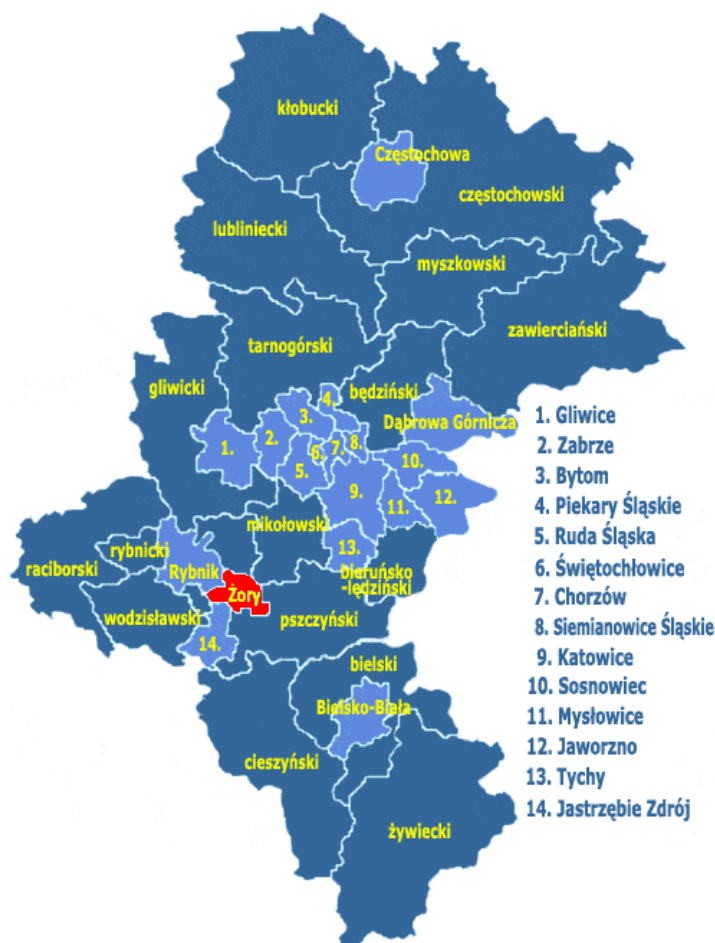 kłobucki
Częstochowa
częstochowski
lubliniecki
myszkowski
zawierciański
tarnogórski
gliwicki
będziński
4.
Dąbrowa Górnicza
3.
1.
2.
6.
7.
8.
5.
10.
9.
11.
12.
mikołowski
13.
rybnicki
raciborski
Rybnik
bieruńsko
-lędziński
Żory
wodzisławski
pszczyński
14.
bielski
Bielsko-Biała
cieszyński
żywiecki
1. Gliwice
2. Zabrze
3. Bytom
4. Piekary Śląskie
5. Ruda Śląska
6. Świętochłowice
7. Chorzów
8. Siemianowice Śląskie
9. Katowice
10. Sosnowiec
11. Mysłowice
12. Jaworzno
13. Tychy
14. Jastrzębie Zdrój